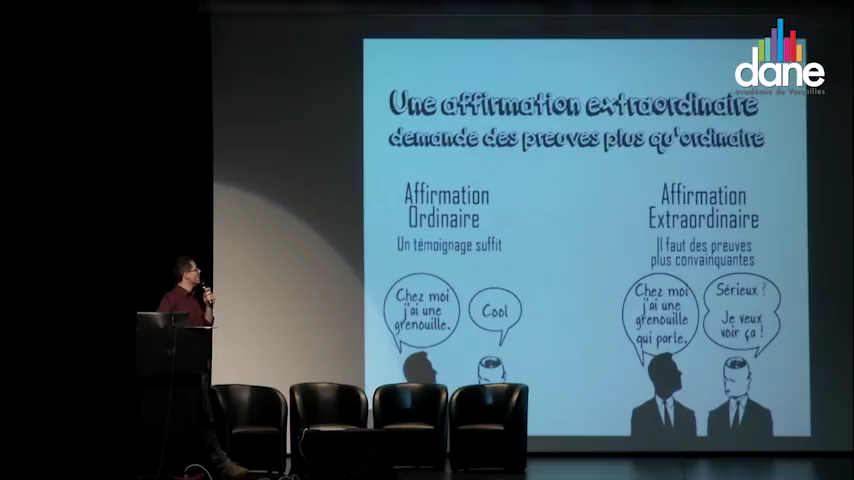 dane
académie de Versailles
Une affirmation extraordinaire
demande des preuves plus qu'ordinaire
Affirmation
Ordinaire
Un témoignage suffit
Chez moi
j'ai une
grenouille.
Cool
Affirmation
Extraordinaire
Il faut des preuves
plus convainquantes
Chez moi
j'ai une
grenouille
qui parle.
Sérieux ?
Je veux
voir ça !